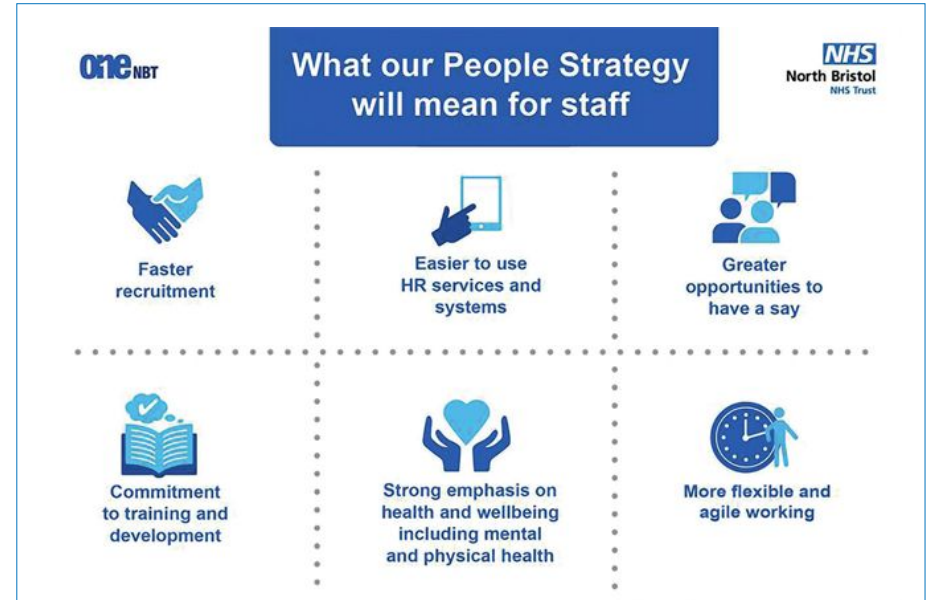 one NBT
What our People Strategy
will mean for staff
NHS
North Bristol
NHS Trust
Faster
recruitment
Easier to use
HR services and
systems
Greater
opportunities to
have a say
Commitment
to training and
development
Strong emphasis on
health and wellbeing
including mental
and physical health
More flexible and
agile working